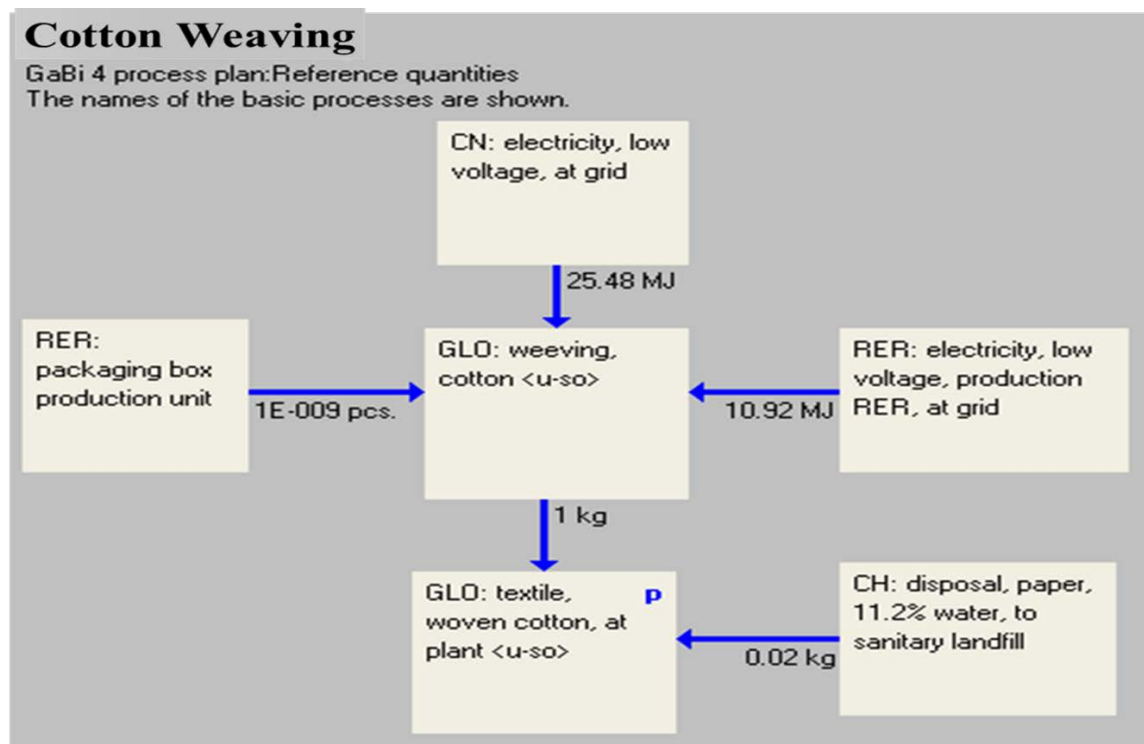 Cotton Weaving
GaBi 4 process plan:Reference quantities
The names of the basic processes are shown.
CN: electricity, low
voltage, at grid
25.48 MJ
RER:
packaging box
production unit
1E-009 pcs.
GLO: weeving,
cotton <u-so>
10.92 MJ
RER: electricity, low
voltage, production
RER, at grid
1 kg
GLO: textile,
woven cotton, at
plant <u-so>
p
0.02 kg
CH: disposal, paper,
11.2% water, to
sanitary landfill